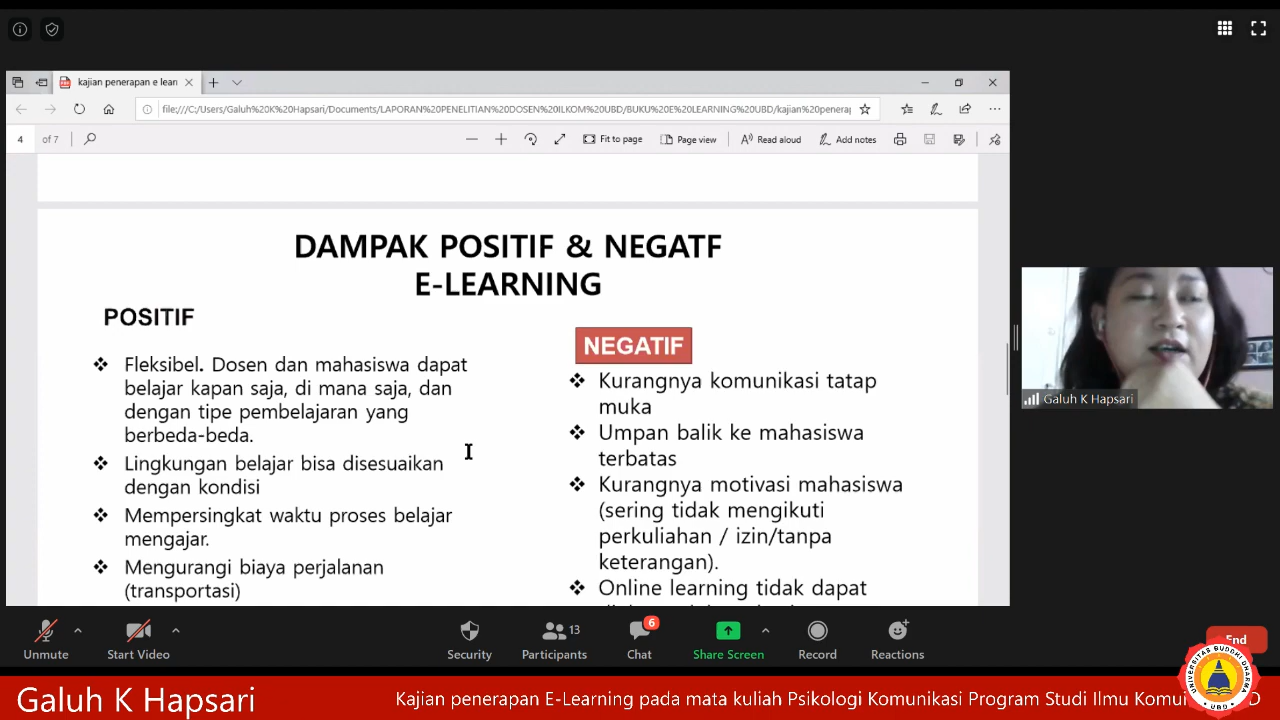 kajian penerapan e lean
file:///C:/Users/Galuh%20K%20Hapsari/Documents/LAPORAN%20PENELITIAN%20DOSEN%20ILKOM%20UBD/BUKU%20E%20LEARNING%20UBD/kajian%20penerap
4 of 7
Fit to page
Page view
Read aloud
Add notes
DAMPAK POSITIF & NEGATF
E-LEARNING
POSITIF
❖ Fleksibel. Dosen dan mahasiswa dapat
belajar kapan saja, di mana saja, dan
dengan tipe pembelajaran yang
berbeda-beda.
❖ Lingkungan belajar bisa disesuaikan
dengan kondisi
❖ Mempersingkat waktu proses belajar
mengajar.
❖ Mengurangi biaya perjalanan
(transportasi)
NEGATIF
❖ Kurangnya komunikasi tatap
muka
❖ Umpan balik ke mahasiswa
terbatas
❖ Kurangnya motivasi mahasiswa
(sering tidak mengikuti
perkuliahan / izin/tanpa
keterangan).
❖ Online learning tidak dapat
Galuh K Hapsari
Unmute
Start Video
Security
13
Participants
6
Chat
Share Screen
Record
Reactions
End
UNIVERSITAS BUDDHI DHARMA
UBD
Galuh K Hapsari
Kajian penerapan E-Learning pada mata kuliah Psikologi Komunikasi Program Studi Ilmu Komu D